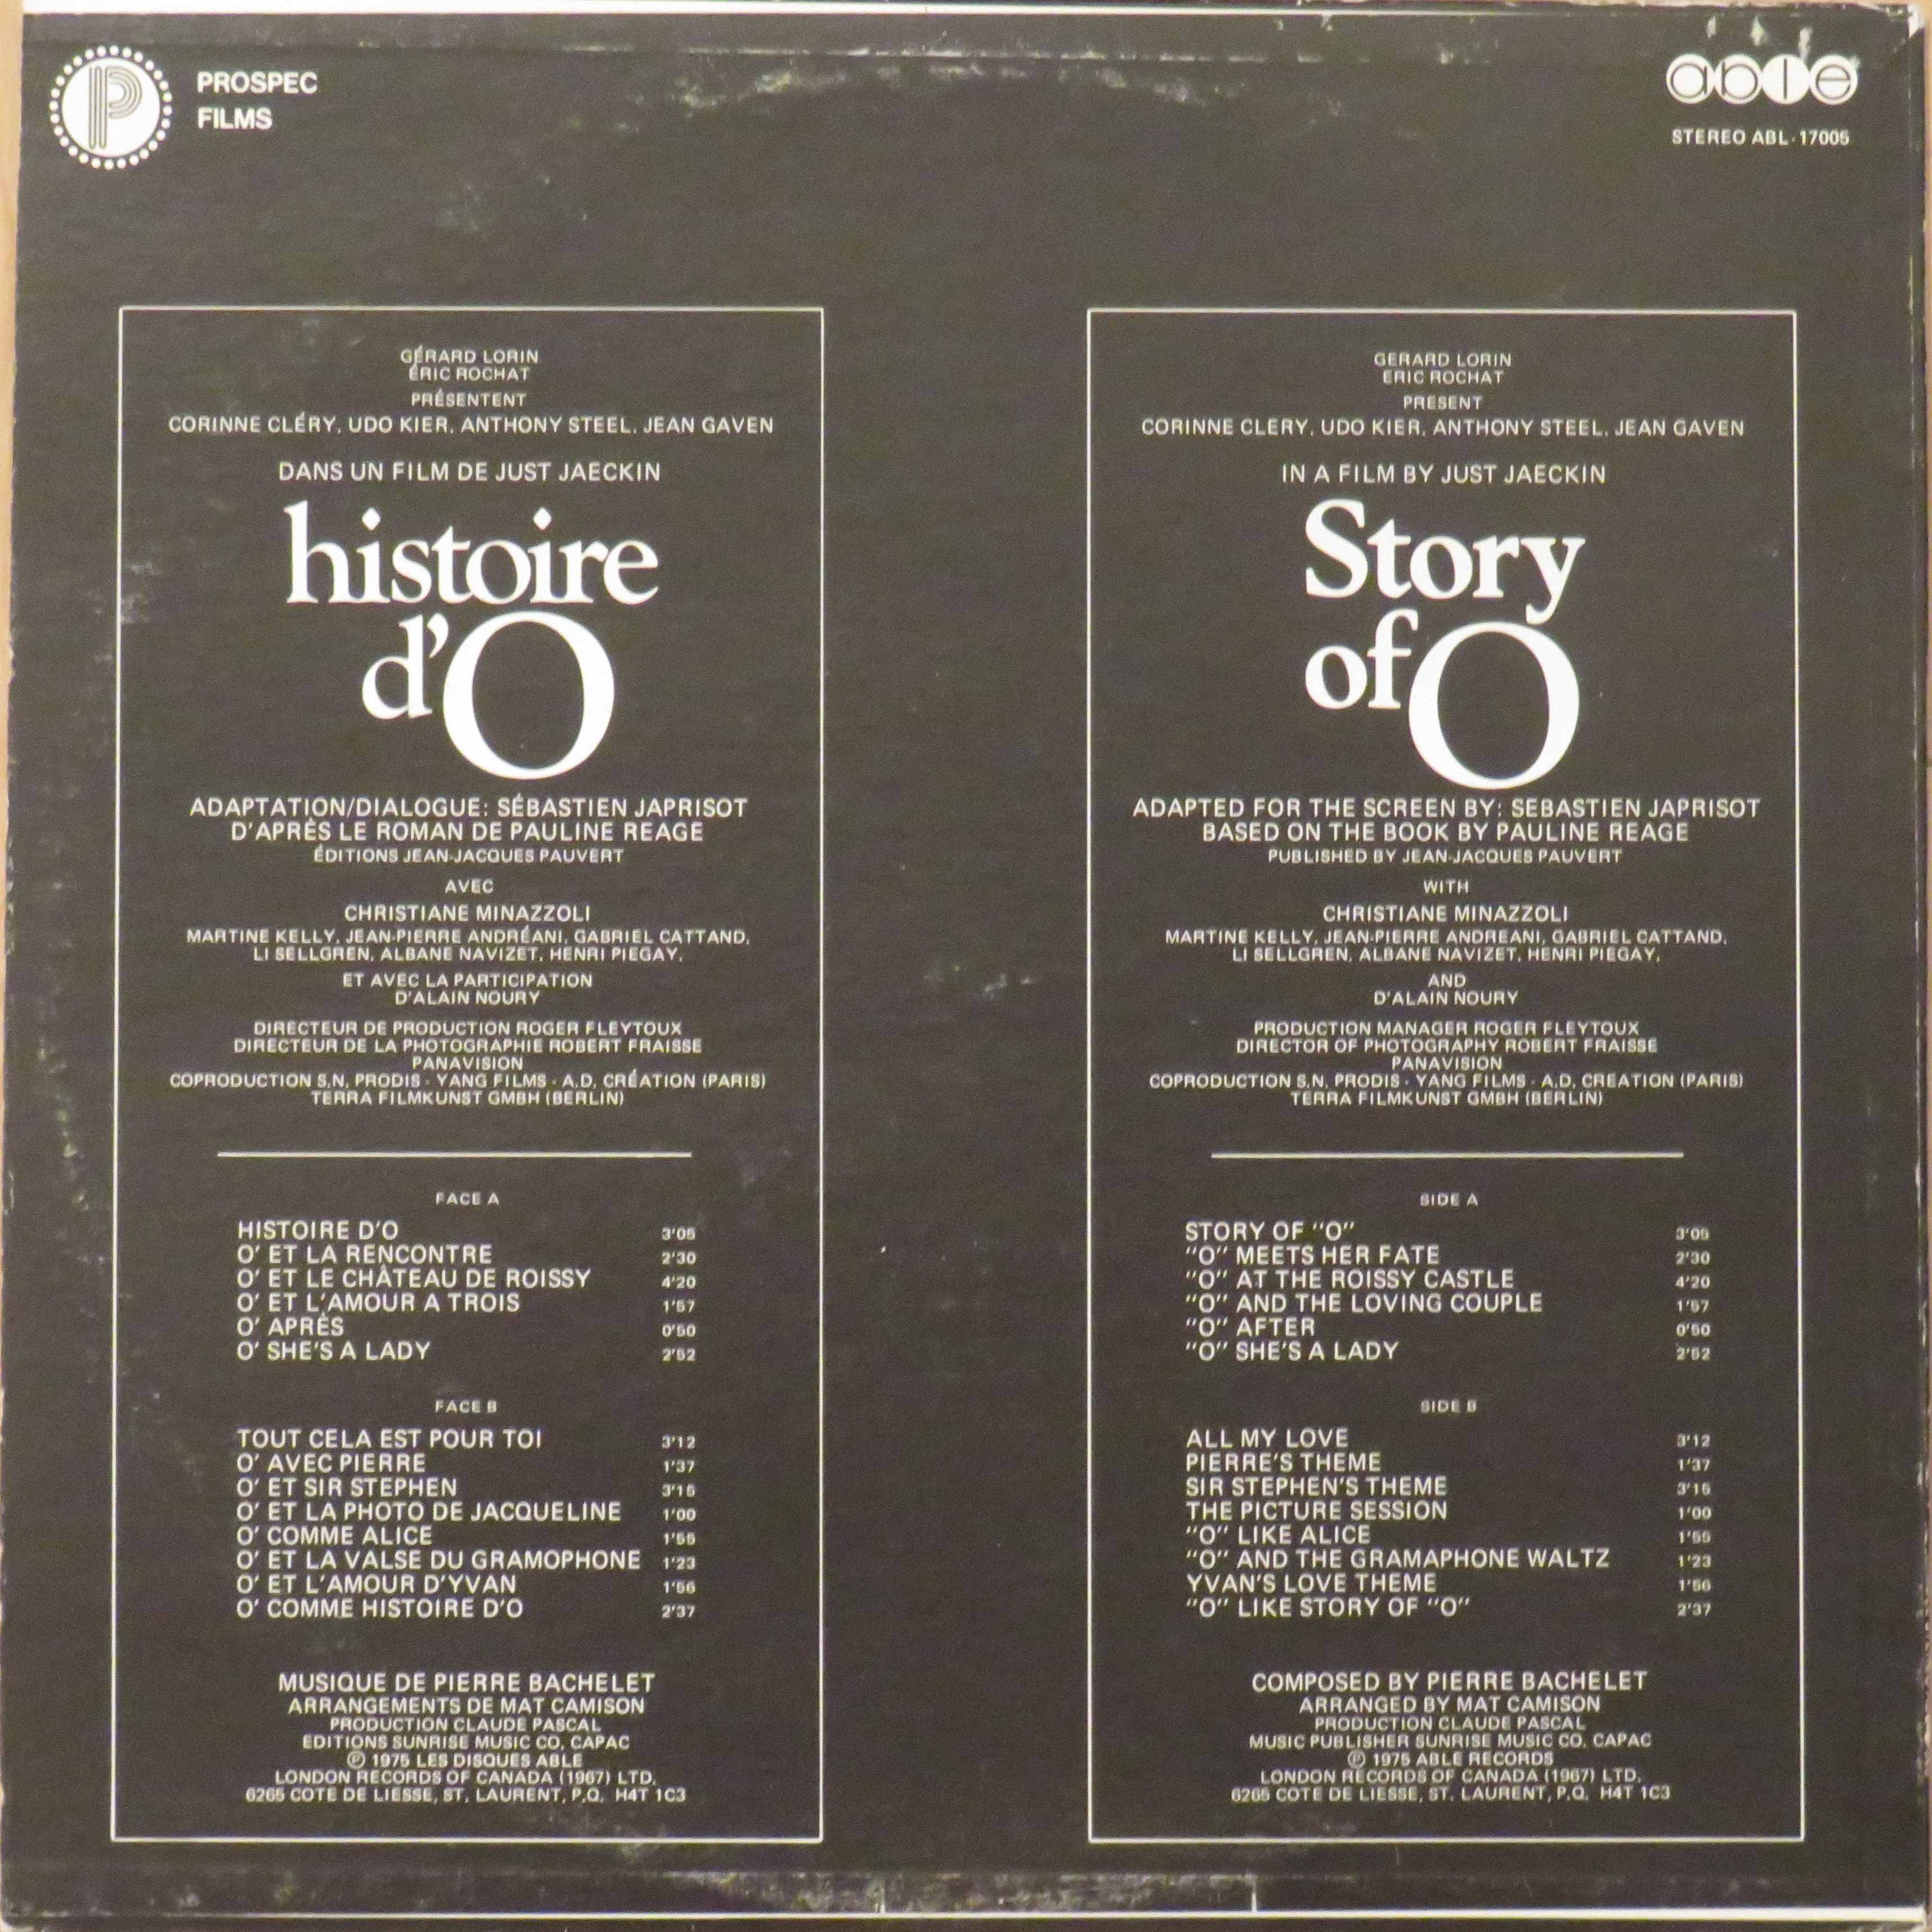 PROSPEC
FILMS
able
STEREO ABL-17005
GÉRARD LORIN
ÉRIC ROCHAT
PRÉSENTENT
CORINNE CLÉRY, UDO KIER, ANTHONY STEEL, JEAN GAVEN
DANS UN FILM DE JUST JAECKIN
histoire
d'O
ADAPTATION/DIALOGUE: SÉBASTIEN JAPRISOT
D'APRÈS LE ROMAN DE PAULINE REAGE
ÉDITIONS JEAN-JACQUES PAUVERT
AVEC
CHRISTIANE MINAZZOLI
MARTINE KELLY, JEAN-PIERRE ANDRÉANI, GABRIEL CATTAND,
LI SELLGREN, ALBANE NAVIZET, HENRI PIEGAY,
ET AVEC LA PARTICIPATION
D'ALAIN NOURY
DIRECTEUR DE PRODUCTION ROGER FLEYTOUX
DIRECTEUR DE LA PHOTOGRAPHIE ROBERT FRAISSE
PANAVISION
COPRODUCTION S.N. PRODIS - YANG FILMS - A.D. CRÉATION (PARIS)
TERRA FILMKUNST GMBH (BERLIN)
FACE A
HISTOIRE D'O 3'05
O' ET LA RENCONTRE 2'30
O' ET LE CHÂTEAU DE ROISSY 4'20
O' ET L'AMOUR A TROIS 1'57
O' APRÈS 0'50
O' SHE'S A LADY 2'52
FACE B
TOUT CELA EST POUR TOI 3'12
O' AVEC PIERRE 1'37
O' ET SIR STEPHEN 3'15
O' ET LA PHOTO DE JACQUELINE 1'00
O' COMME ALICE 1'55
O' ET LA VALSE DU GRAMOPHONE 1'23
O' ET L'AMOUR D'YVAN 1'56
O' COMME HISTOIRE D'O 2'37
MUSIQUE DE PIERRE BACHELET
ARRANGEMENTS DE MAT CAMISON
PRODUCTION CLAUDE PASCAL
EDITIONS SUNRISE MUSIC CO. CAPAC
℗ 1975 LES DISQUES ABLE
LONDON RECORDS OF CANADA (1967) LTD.
6265 COTE DE LIESSE, ST. LAURENT, P.Q. H4T 1C3
GERARD LORIN
ERIC ROCHAT
PRESENT
CORINNE CLERY, UDO KIER, ANTHONY STEEL, JEAN GAVEN
IN A FILM BY JUST JAECKIN
Story
of O
ADAPTED FOR THE SCREEN BY: SEBASTIEN JAPRISOT
BASED ON THE BOOK BY PAULINE REAGE
PUBLISHED BY JEAN-JACQUES PAUVERT
WITH
CHRISTIANE MINAZZOLI
MARTINE KELLY, JEAN-PIERRE ANDREANI, GABRIEL CATTAND,
LI SELLGREN, ALBANE NAVIZET, HENRI PIEGAY,
AND
D'ALAIN NOURY
PRODUCTION MANAGER ROGER FLEYTOUX
DIRECTOR OF PHOTOGRAPHY ROBERT FRAISSE
PANAVISION
COPRODUCTION S.N. PRODIS - YANG FILMS - A.D. CREATION (PARIS)
TERRA FILMKUNST GMBH (BERLIN)
SIDE A
STORY OF "O" 3'05
"O" MEETS HER FATE 2'30
"O" AT THE ROISSY CASTLE 4'20
"O" AND THE LOVING COUPLE 1'57
"O" AFTER 0'50
"O" SHE'S A LADY 2'52
SIDE B
ALL MY LOVE 3'12
PIERRE'S THEME 1'37
SIR STEPHEN'S THEME 3'15
THE PICTURE SESSION 1'00
"O" LIKE ALICE 1'55
"O" AND THE GRAMAPHONE WALTZ 1'23
YVAN'S LOVE THEME 1'56
"O" LIKE STORY OF "O" 2'37
COMPOSED BY PIERRE BACHELET
ARRANGED BY MAT CAMISON
PRODUCTION CLAUDE PASCAL
MUSIC PUBLISHER SUNRISE MUSIC CO. CAPAC
℗ 1975 ABLE RECORDS
LONDON RECORDS OF CANADA (1967) LTD.
6265 COTE DE LIESSE, ST. LAURENT, P.Q. H4T 1C3